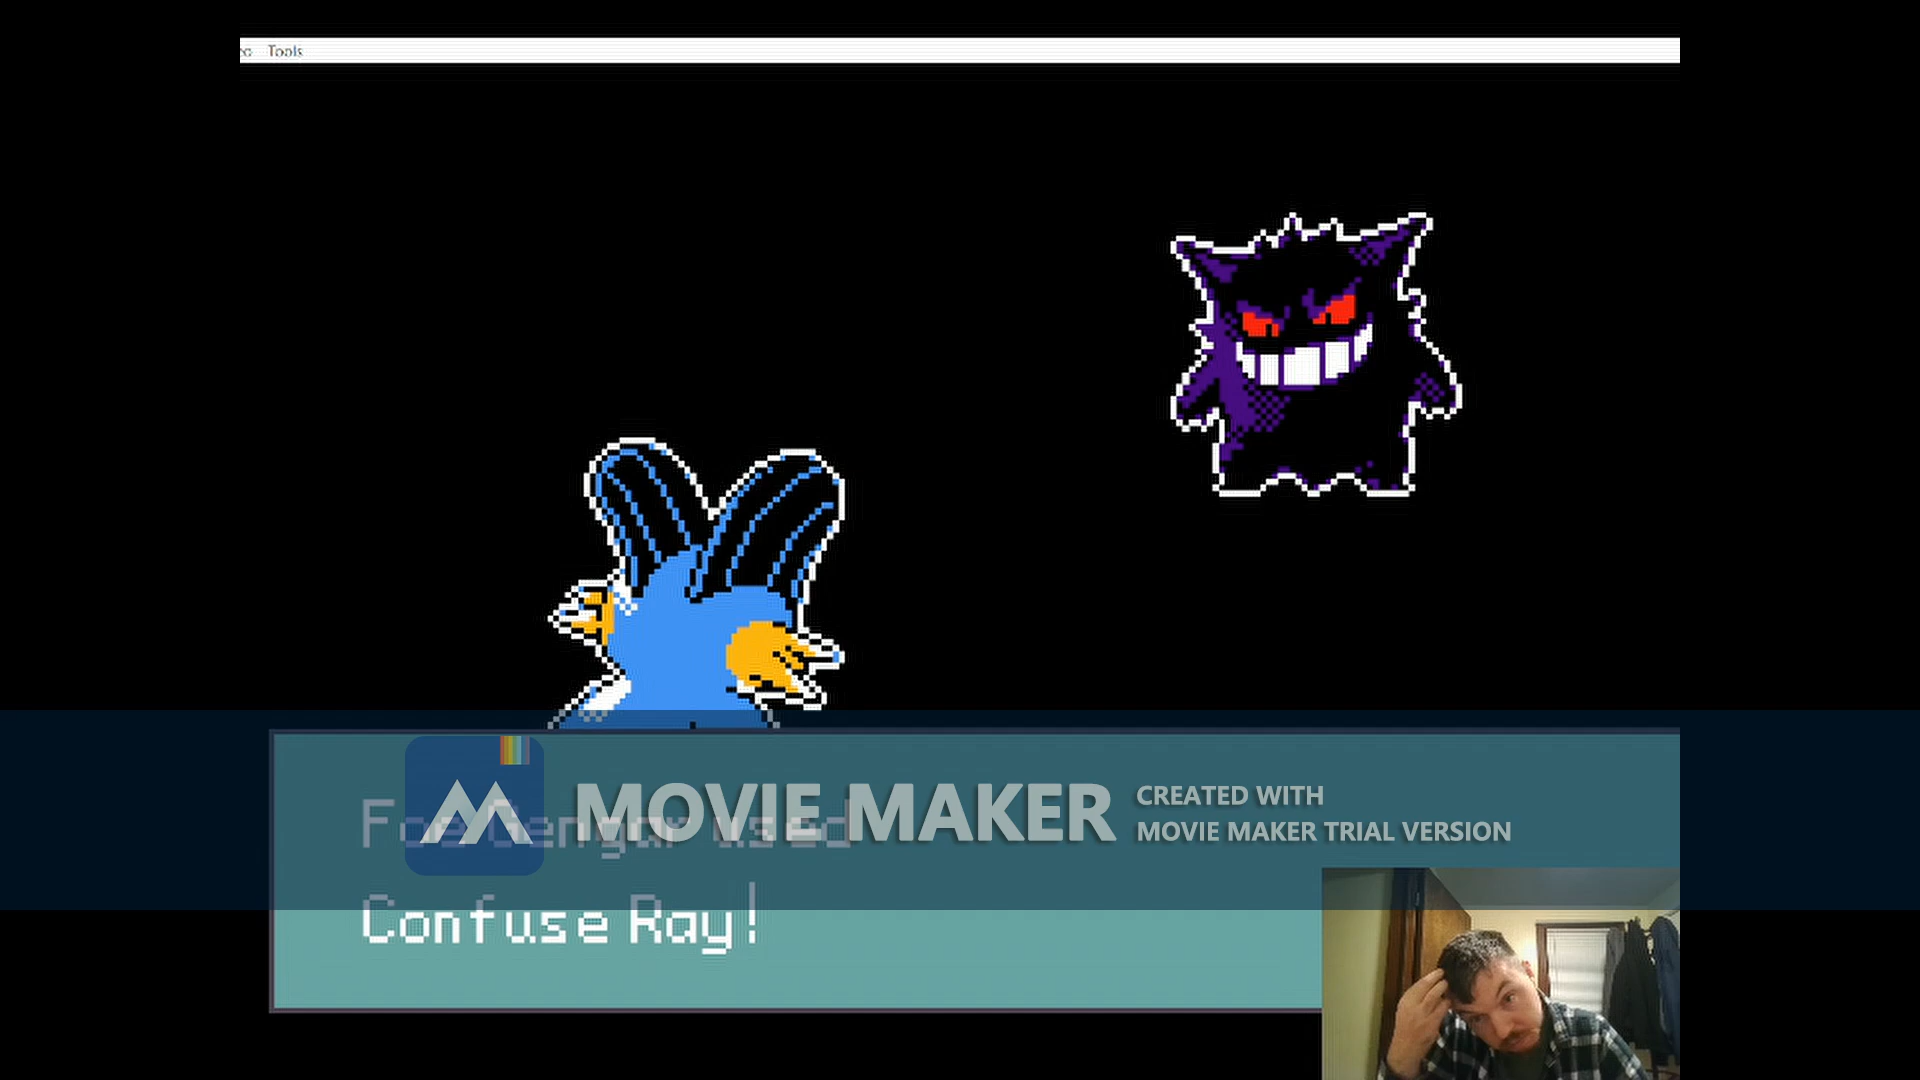 Tools
Foe Gengar used
Confuse Ray!
MOVIE MAKER
CREATED WITH
MOVIE MAKER TRIAL VERSION